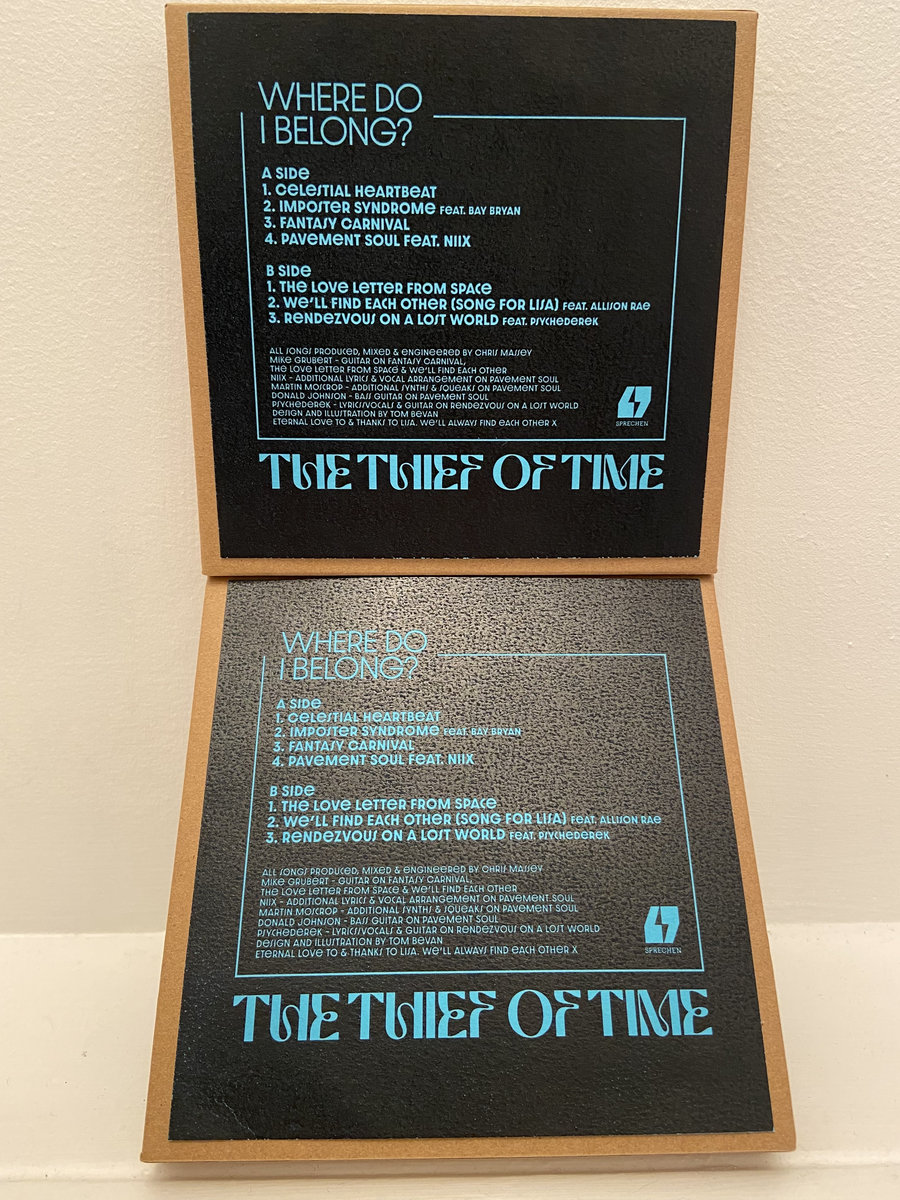 WHERE DO
I BELONG?
A SIDE
1. CELESTIAL HEARTBEAT
2. IMPOSTER SYNDROME FEAT. BAY BRYAN
3. FANTASY CARNIVAL
4. PAVEMENT SOUL FEAT. NIIX
B SIDE
1. THE LOVE LETTER FROM SPACE
2. WE'LL FIND EACH OTHER (SONG FOR LISA) FEAT. ALLISON RAE
3. RENDEZVOUS ON A LOST WORLD FEAT. PSYCHEDEREK
ALL SONGS PRODUCED, MIXED & ENGINEERED BY CHRIS MASSEY
MIKE GRUBERT - GUITAR ON FANTASY CARNIVAL,
THE LOVE LETTER FROM SPACE & WE'LL FIND EACH OTHER
NIIX - ADDITIONAL LYRICS & VOCAL ARRANGEMENT ON PAVEMENT SOUL
MARTIN MOSCROP - ADDITIONAL SYNTHS & SQUEAKS ON PAVEMENT SOUL
DONALD JOHNSON - BASS GUITAR ON PAVEMENT SOUL
PSYCHEDEREK - LYRICS/VOCALS & GUITAR ON RENDEZVOUS ON A LOST WORLD
DESIGN AND ILLUSTRATION BY TOM BEVAN
ETERNAL LOVE TO & THANKS TO LISA. WE'LL ALWAYS FIND EACH OTHER X
SPRECHEN
THE THIEF OF TIME
WHERE DO
I BELONG?
A SIDE
1. CELESTIAL HEARTBEAT
2. IMPOSTER SYNDROME FEAT. BAY BRYAN
3. FANTASY CARNIVAL
4. PAVEMENT SOUL FEAT. NIIX
B SIDE
1. THE LOVE LETTER FROM SPACE
2. WE'LL FIND EACH OTHER (SONG FOR LISA) FEAT. ALLISON RAE
3. RENDEZVOUS ON A LOST WORLD FEAT. PSYCHEDEREK
ALL SONGS PRODUCED, MIXED & ENGINEERED BY CHRIS MASSEY
MIKE GRUBERT - GUITAR ON FANTASY CARNIVAL,
THE LOVE LETTER FROM SPACE & WE'LL FIND EACH OTHER
NIIX - ADDITIONAL LYRICS & VOCAL ARRANGEMENT ON PAVEMENT SOUL
MARTIN MOSCROP - ADDITIONAL SYNTHS & SQUEAKS ON PAVEMENT SOUL
DONALD JOHNSON - BASS GUITAR ON PAVEMENT SOUL
PSYCHEDEREK - LYRICS/VOCALS & GUITAR ON RENDEZVOUS ON A LOST WORLD
DESIGN AND ILLUSTRATION BY TOM BEVAN
ETERNAL LOVE TO & THANKS TO LISA. WE'LL ALWAYS FIND EACH OTHER X
SPRECHEN
THE THIEF OF TIME